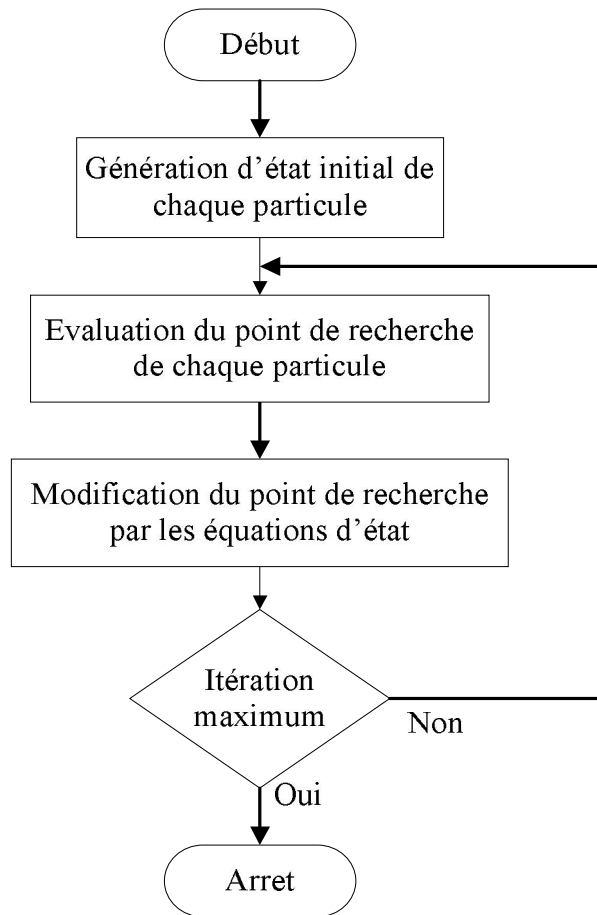 Début
Génération d’état initial de
chaque particule
Evaluation du point de recherche
de chaque particule
Modification du point de recherche
par les équations d’état
Itération
maximum
Non
Oui
Arret